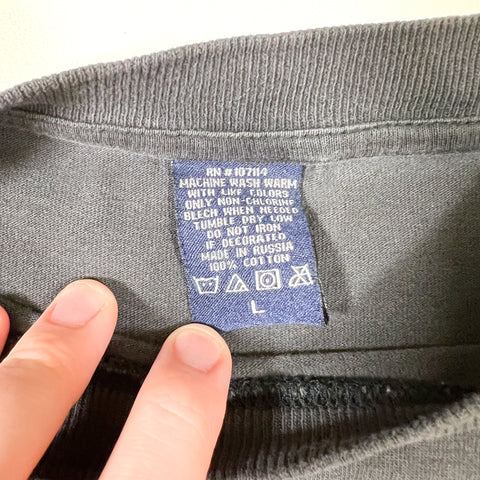 RN #107114
MACHINE WASH WARM
WITH LIKE COLORS
ONLY NON-CHLORINE
BLECH WHEN NEEDED
TUMBLE DRY LOW
DO NOT IRON
IF DECORATED
MADE IN RUSSIA
100% COTTON
L